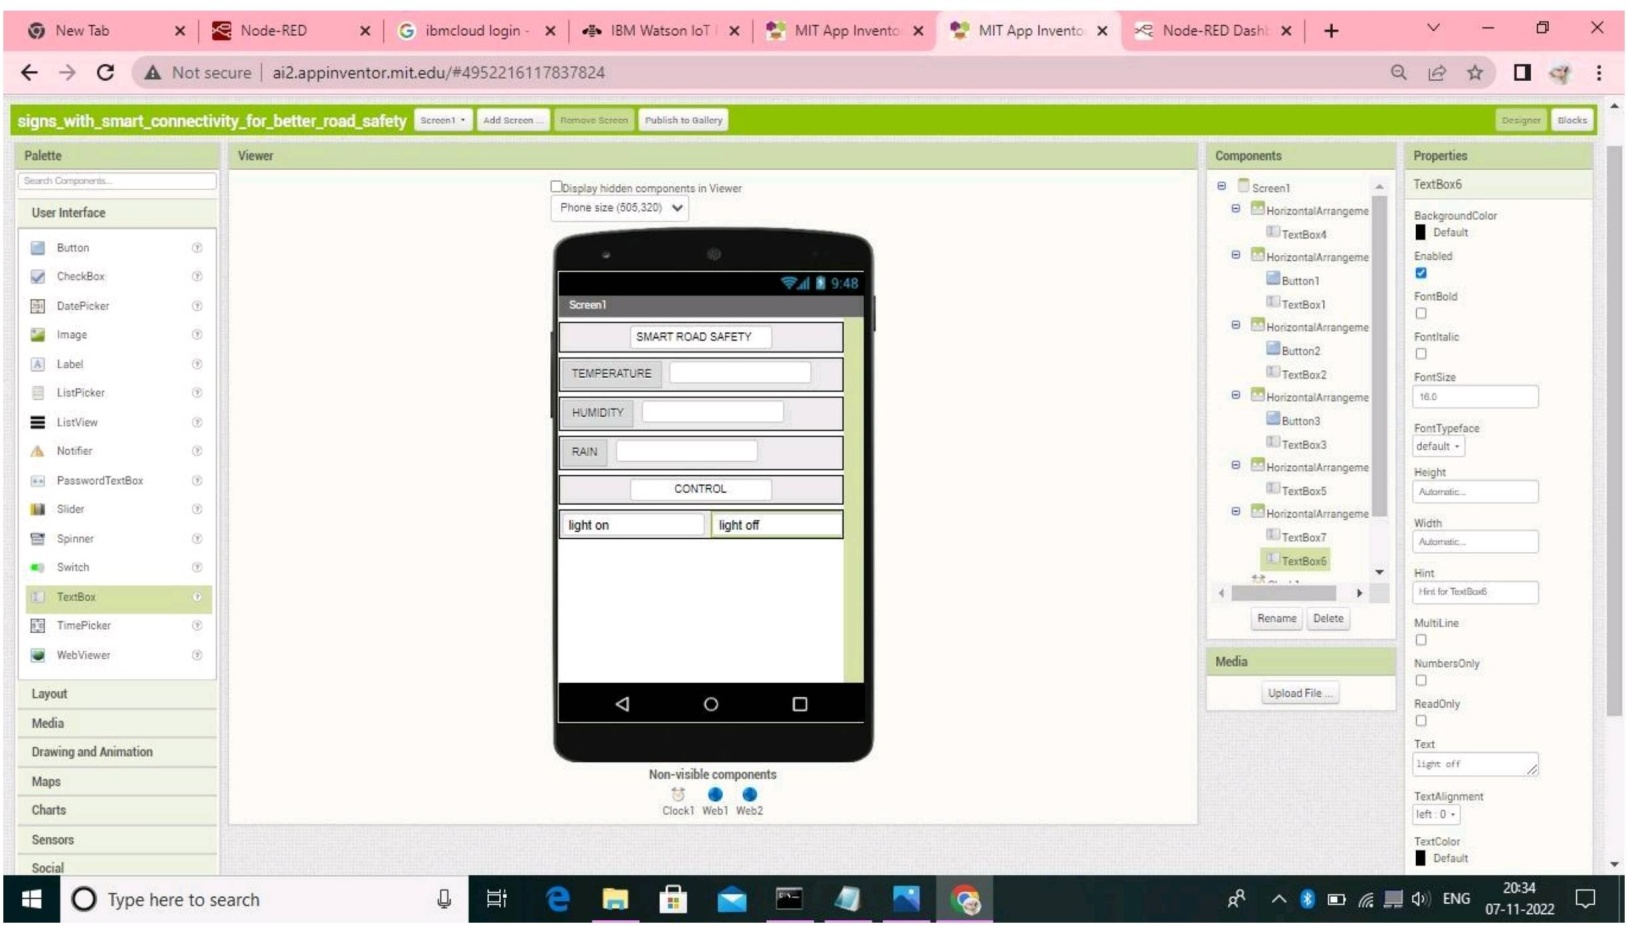 New Tab
Node-RED
ibmcloud login -
IBM Watson IoT
MIT App Invento
MIT App Invento
Node-RED Dash
Not secure
ai2.appinventor.mit.edu/#4952216117837824
signs_with_smart_connectivity_for_better_road_safety
Screen1
Add Screen ...
Remove Screen
Publish to Gallery
Designer
Blocks
Palette
Search Components...
User Interface
Button
CheckBox
DatePicker
Image
Label
ListPicker
ListView
Notifier
PasswordTextBox
Slider
Spinner
Switch
TextBox
TimePicker
WebViewer
Layout
Media
Drawing and Animation
Maps
Charts
Sensors
Social
Viewer
Display hidden components in Viewer
Phone size (505,320)
9:48
Screen1
SMART ROAD SAFETY
TEMPERATURE
HUMIDITY
RAIN
CONTROL
light on
light off
Non-visible components
Clock1
Web1
Web2
Components
Screen1
HorizontalArrangeme
TextBox4
HorizontalArrangeme
Button1
TextBox1
HorizontalArrangeme
Button2
TextBox2
HorizontalArrangeme
Button3
TextBox3
HorizontalArrangeme
TextBox5
HorizontalArrangeme
TextBox7
TextBox6
Rename
Delete
Media
Upload File ...
Properties
TextBox6
BackgroundColor
Default
Enabled
FontBold
FontItalic
FontSize
16.0
FontTypeface
default
Height
Automatic...
Width
Automatic...
Hint
Hint for TextBox6
MultiLine
NumbersOnly
ReadOnly
Text
light off
TextAlignment
left : 0
TextColor
Default
Type here to search
ENG
20:34
07-11-2022